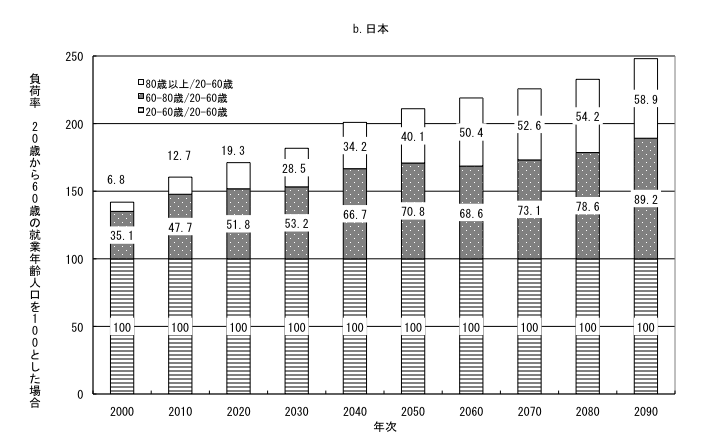 b.日本
負荷率 20歳から60歳の就業年齢人口を100とした場合
250
200
150
100
50
0
80歳以上/20-60歳
60-80歳/20-60歳
20-60歳/20-60歳
6.8 12.7 19.3 28.5 34.2 40.1 50.4 52.6 54.2 58.9
35.1 47.7 51.8 53.2 66.7 70.8 68.6 73.1 78.6 89.2
100 100 100 100 100 100 100 100 100 100
2000 2010 2020 2030 2040 2050 2060 2070 2080 2090
年次